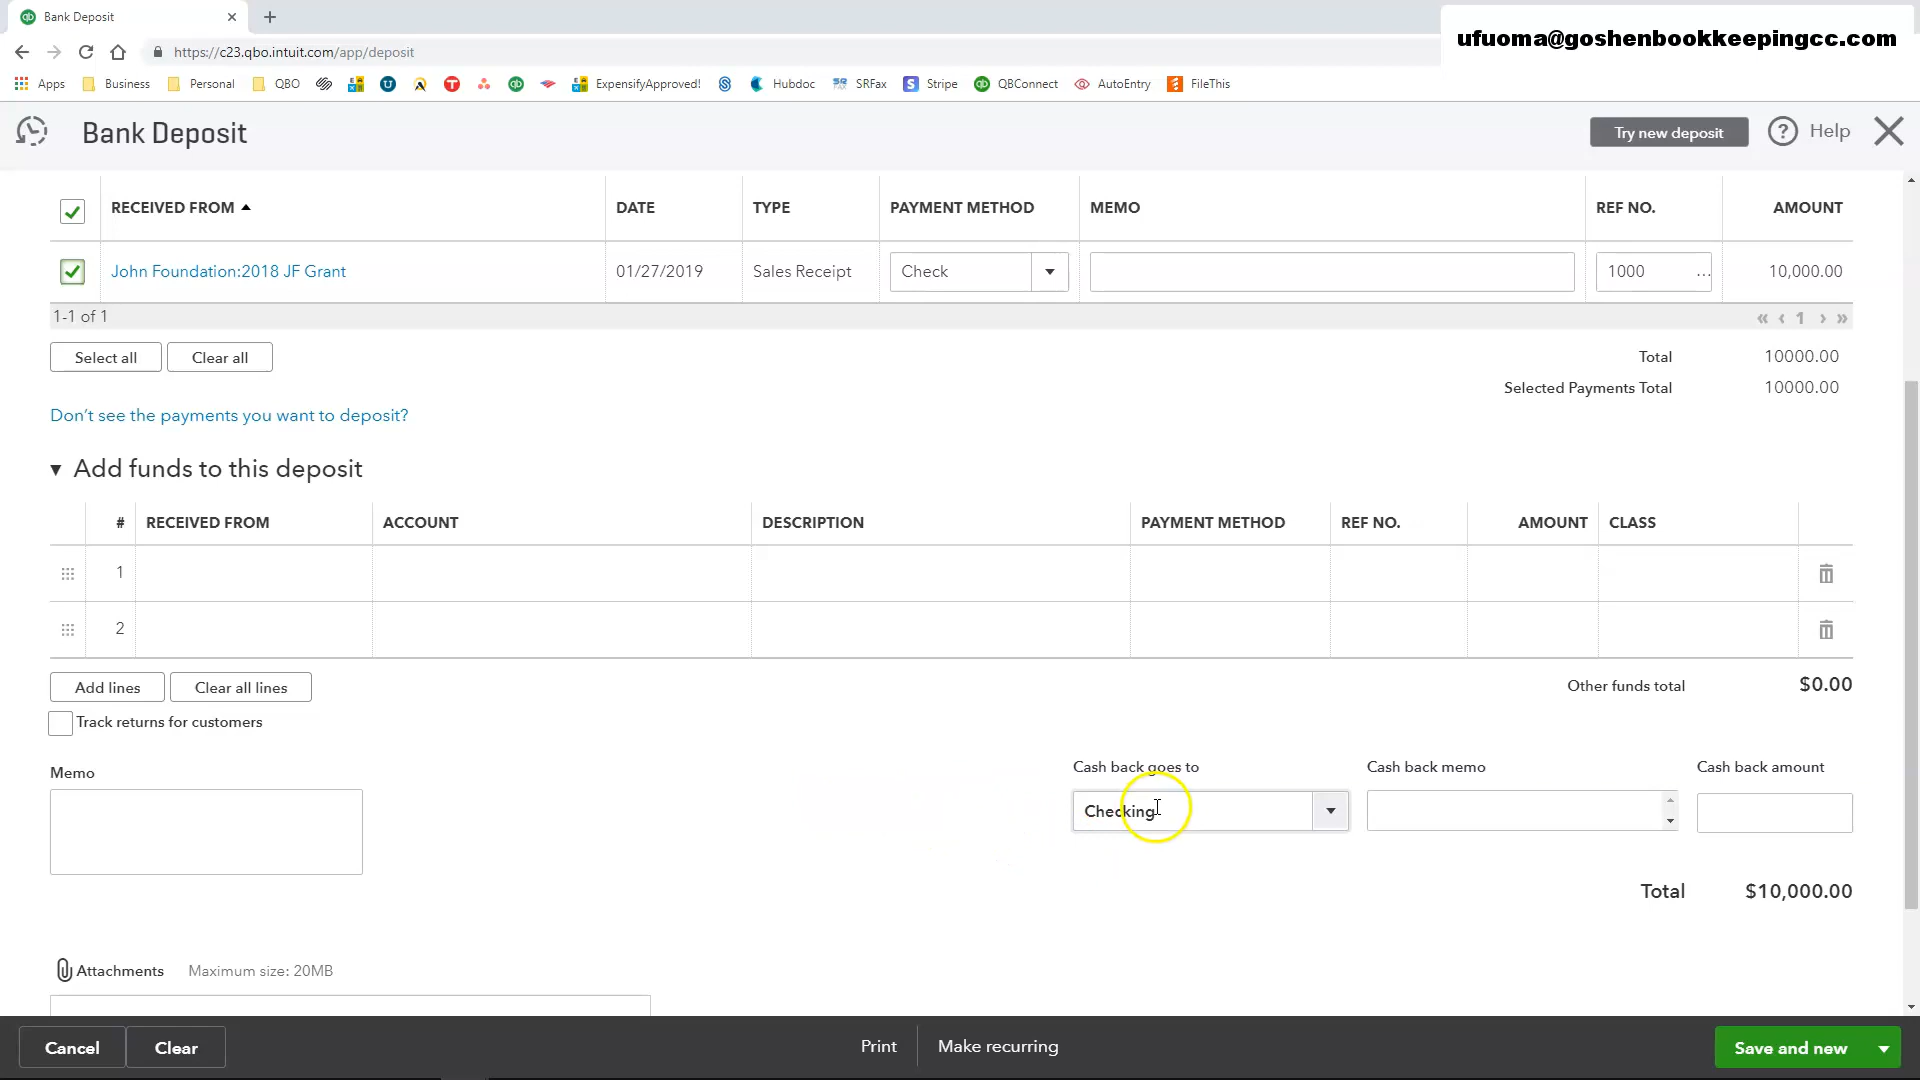 Bank Deposit
https://c23.qbo.intuit.com/app/deposit
ufuoma@goshenbookkeepingcc.com
Apps Business Personal QBO ExpensifyApproved! Hubdoc SRFax Stripe QBConnect AutoEntry FileThis
Bank Deposit
Try new deposit
Help
RECEIVED FROM DATE TYPE PAYMENT METHOD MEMO REF NO. AMOUNT
John Foundation:2018 JF Grant 01/27/2019 Sales Receipt Check 1000 ... 10,000.00
1-1 of 1
« ‹ 1 › »
Select all Clear all
Total 10000.00
Selected Payments Total 10000.00
Don't see the payments you want to deposit?
Add funds to this deposit
# RECEIVED FROM ACCOUNT DESCRIPTION PAYMENT METHOD REF NO. AMOUNT CLASS
1
2
Add lines Clear all lines
Other funds total $0.00
Track returns for customers
Memo
Cash back goes to Cash back memo Cash back amount
Checking
Total $10,000.00
Attachments Maximum size: 20MB
Cancel Clear Print Make recurring Save and new